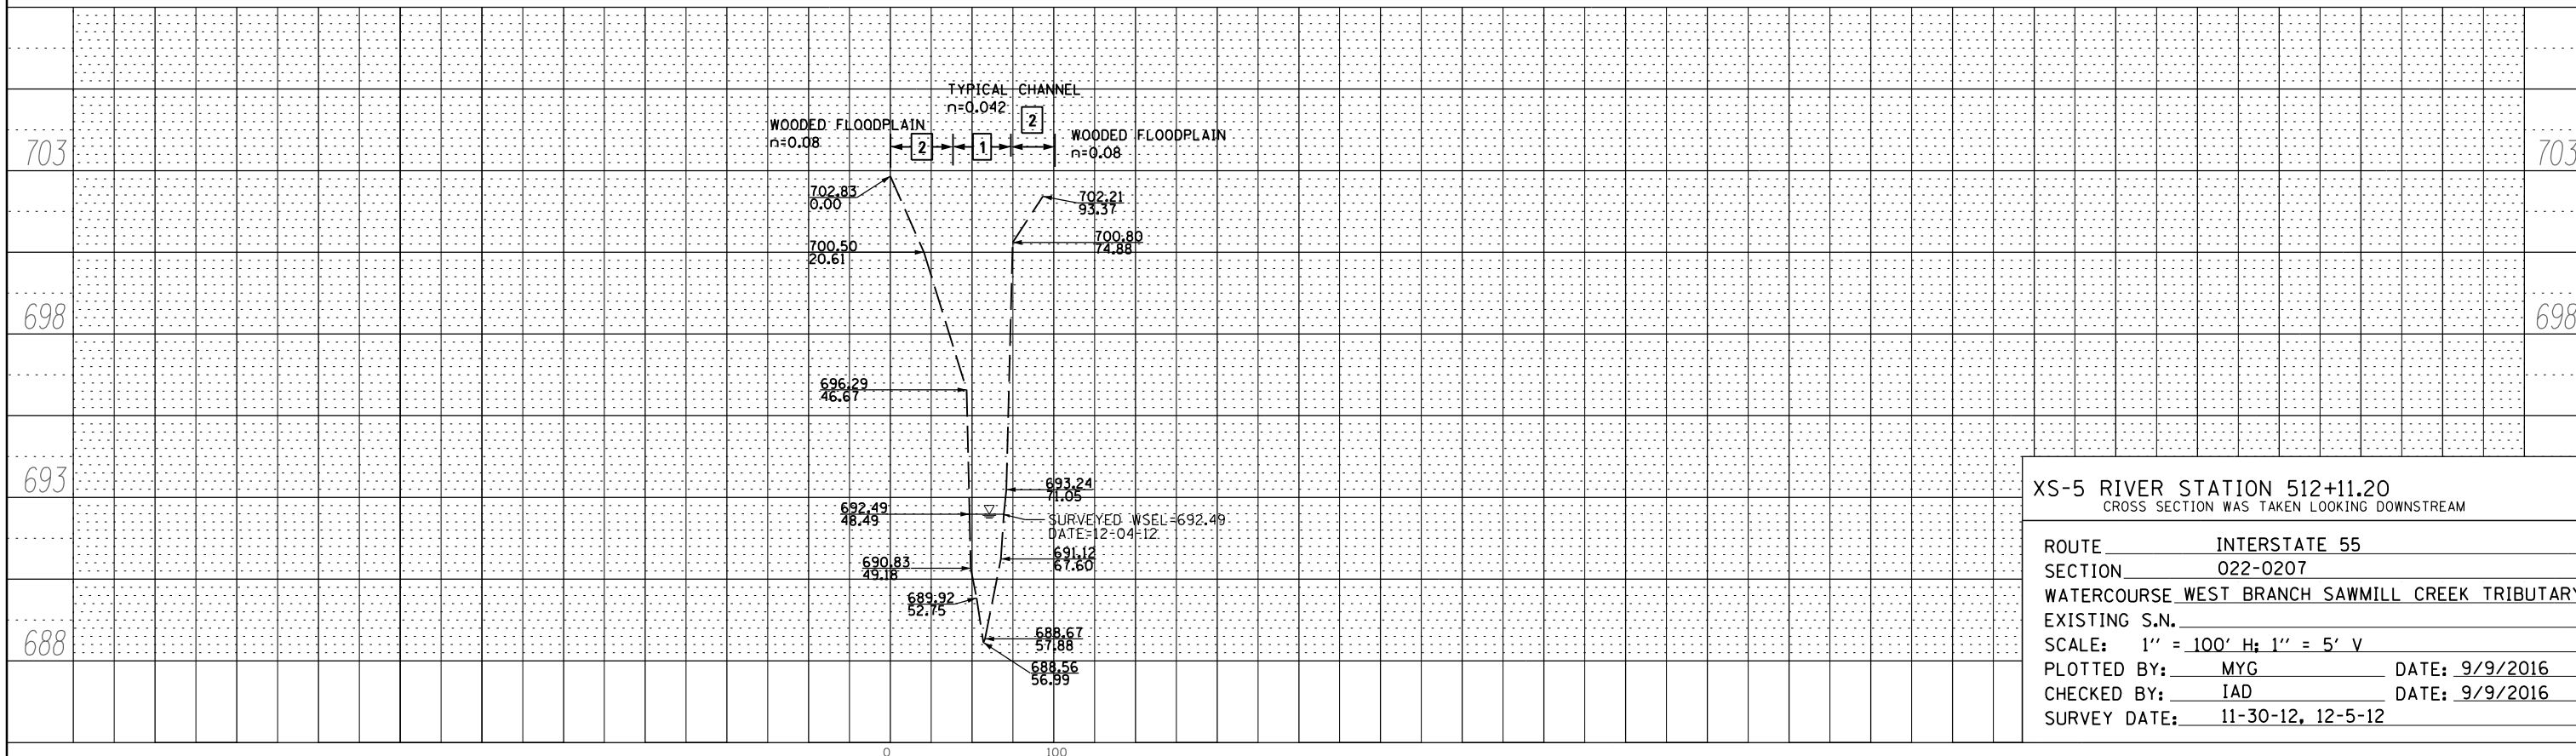 TYPICAL CHANNEL
n=0.042
2
WOODED FLOODPLAIN
n=0.08
2
1
WOODED FLOODPLAIN
n=0.08
703
703
702.83
0.00
702.21
93.37
700.80
74.88
700.50
20.61
698
698
696.29
46.67
693
693.24
71.05
692.49
48.49
SURVEYED WSEL=692.49
DATE=12-04-12
691.12
67.60
690.83
49.18
689.92
52.75
688
688.67
57.88
688.56
56.99
0
100
XS-5 RIVER STATION 512+11.20
CROSS SECTION WAS TAKEN LOOKING DOWNSTREAM
ROUTE INTERSTATE 55
SECTION 022-0207
WATERCOURSE WEST BRANCH SAWMILL CREEK TRIBUTARY
EXISTING S.N.
SCALE: 1'' = 100' H; 1'' = 5' V
PLOTTED BY: MYG DATE: 9/9/2016
CHECKED BY: IAD DATE: 9/9/2016
SURVEY DATE: 11-30-12, 12-5-12